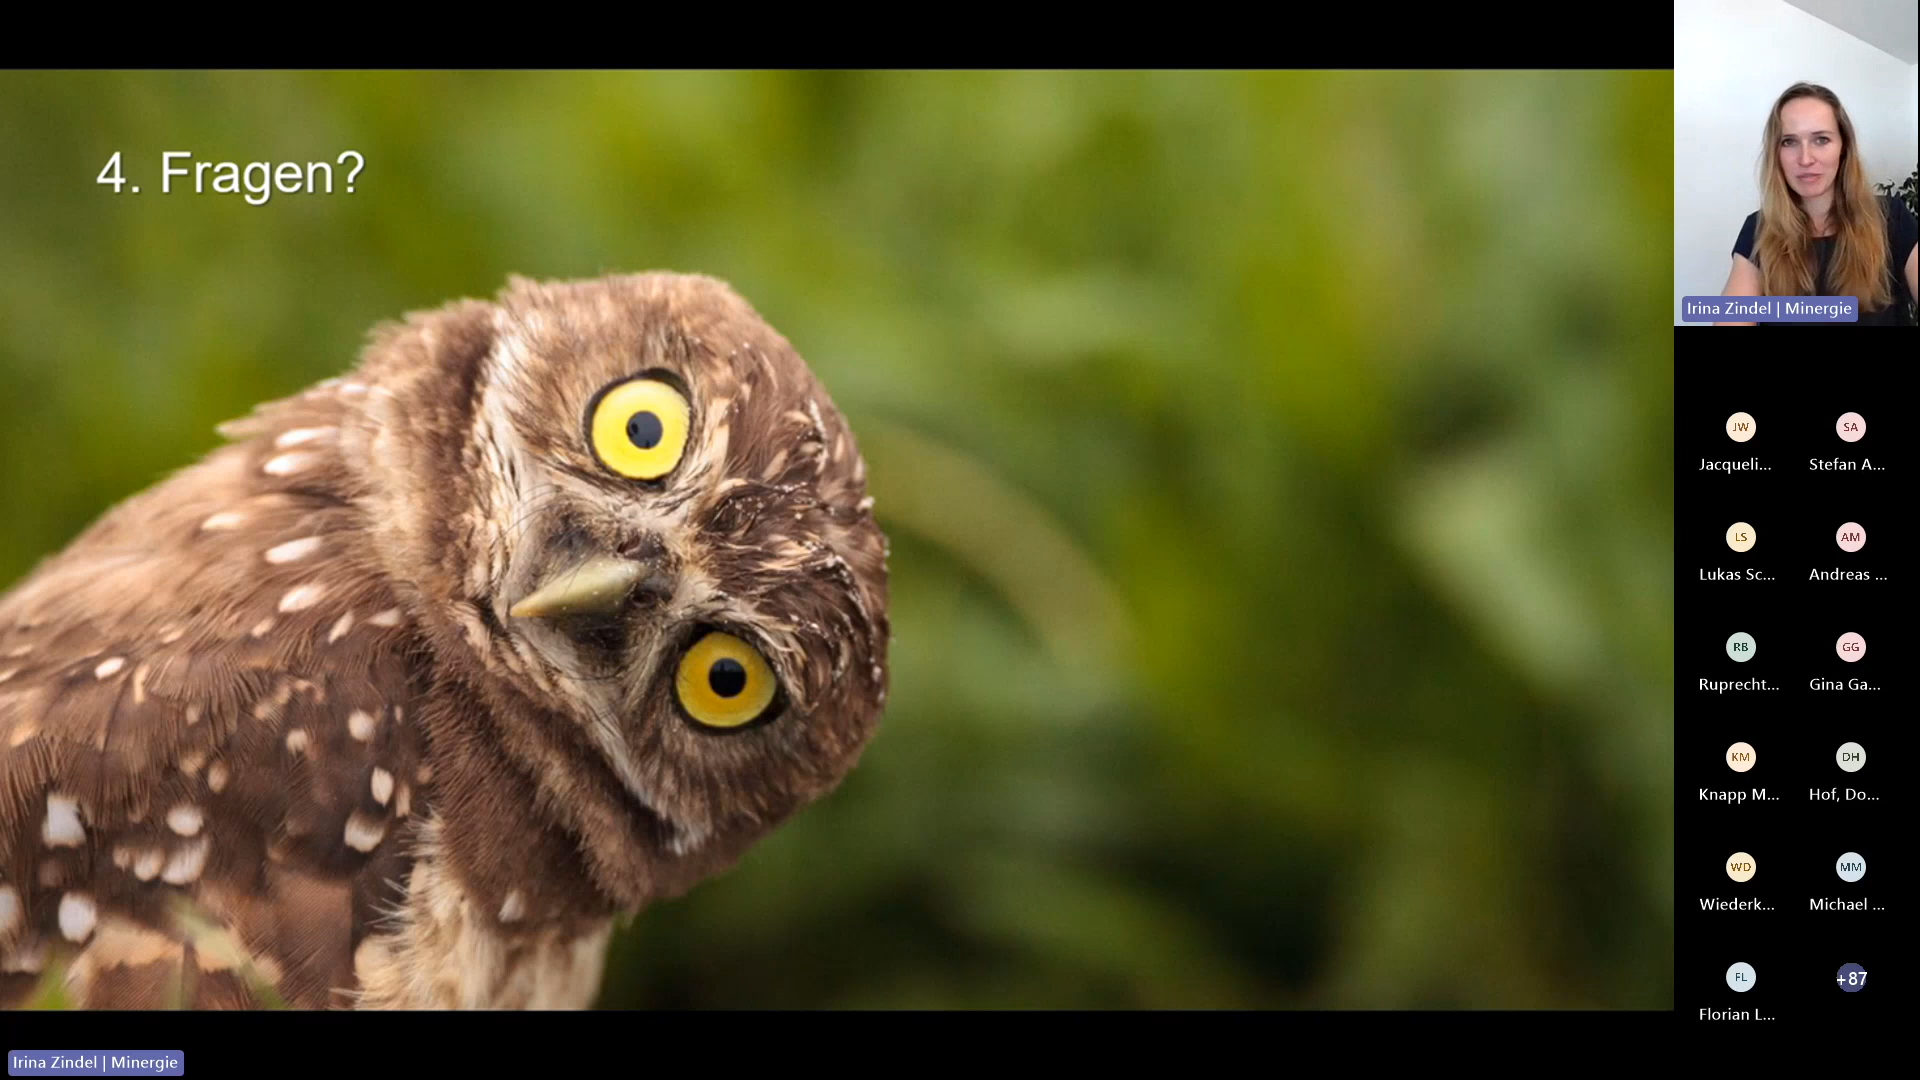 4. Fragen?
Irina Zindel | Minergie
JW
SA
Jacqueli...
Stefan A...
LS
AM
Lukas Sc...
Andreas ...
RB
GG
Ruprecht...
Gina Ga...
KM
DH
Knapp M...
Hof, Do...
WD
MM
Wiederk...
Michael ...
FL
+87
Florian L...
Irina Zindel | Minergie